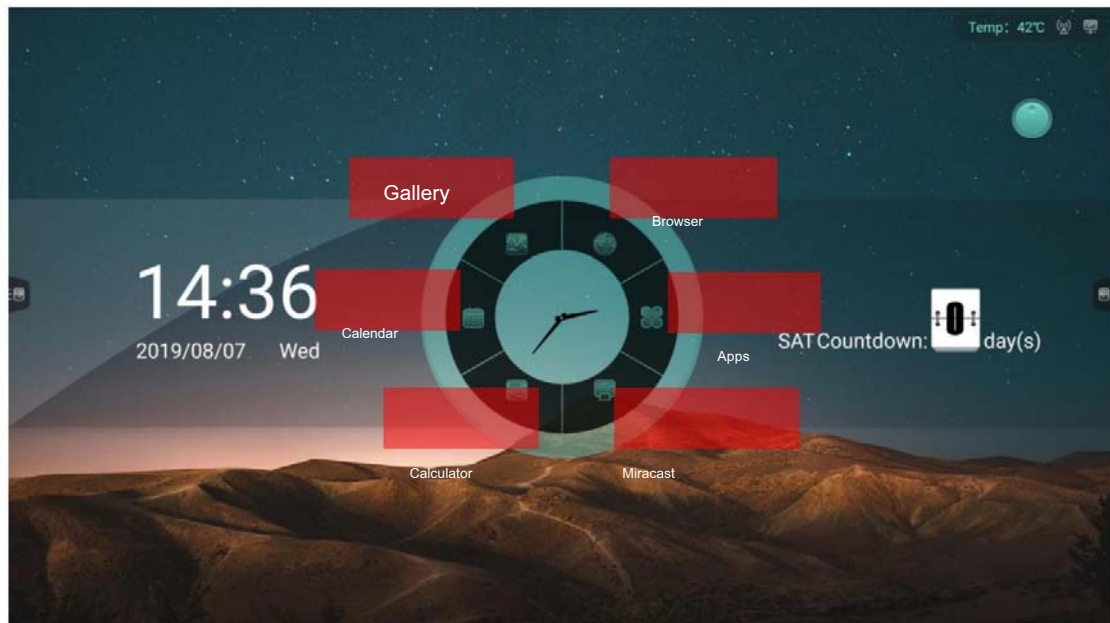 Temp: 42℃
Gallery
Browser
14:36
Calendar
2019/08/07 Wed
SAT Countdown: 0 day(s)
Apps
Calculator
Miracast